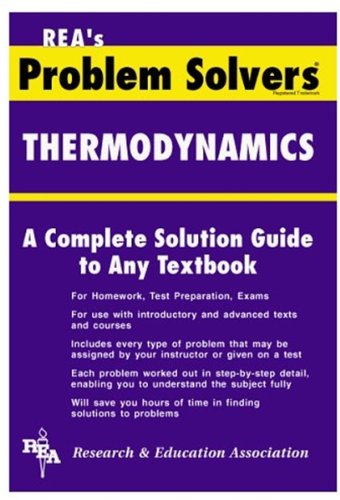 REA's
Problem Solvers®
Registered Trademark
THERMODYNAMICS
A Complete Solution Guide
to Any Textbook
For Homework, Test Preparation, Exams
For use with introductory and advanced texts
and courses
Includes every type of problem that may be
assigned by your instructor or given on a test
Each problem worked out in step-by-step detail,
enabling you to understand the subject fully
Will save you hours of time in finding
solutions to problems
REA
Research & Education Association